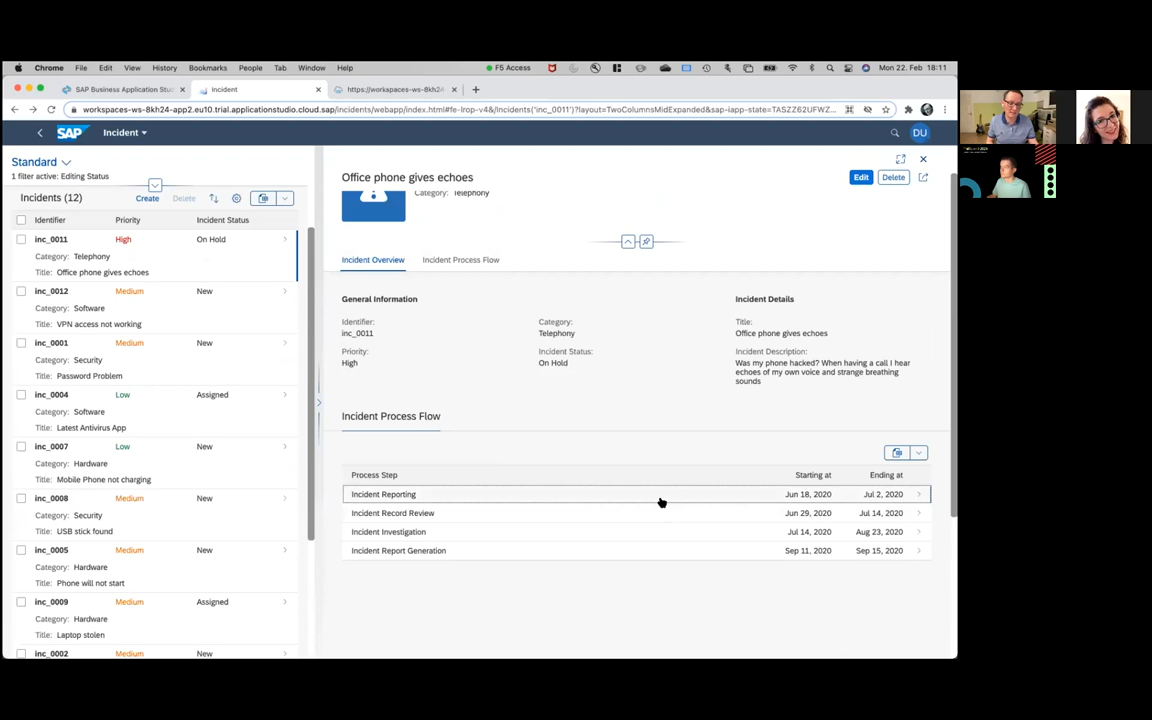 Chrome File Edit View History Bookmarks People Tab Window Help F5 Access Mon 22. Feb 18:11
SAP Business Application Stu Incident https://workspaces-ws-8kh24-
workspaces-ws-8kh24-app2.eu10.trial.applicationstudio.cloud.sap/incidents/webapp/index.html#fe-lrop-v4&/Incidents('inc_0011')?layout=TwoColumnsMidExpanded&sap-iapp-state=TASZZ62UFWZ...
SAP Incident DU
Standard
1 filter active: Editing Status
Incidents (12) Create Delete
Identifier Priority Incident Status
inc_0011 High On Hold
Category: Telephony
Title: Office phone gives echoes
inc_0012 Medium New
Category: Software
Title: VPN access not working
inc_0001 Medium New
Category: Security
Title: Password Problem
inc_0004 Low Assigned
Category: Software
Title: Latest Antivirus App
inc_0007 Low New
Category: Hardware
Title: Mobile Phone not charging
inc_0008 Medium New
Category: Security
Title: USB stick found
inc_0005 Medium New
Category: Hardware
Title: Phone will not start
inc_0009 Medium Assigned
Category: Hardware
Title: Laptop stolen
inc_0002 Medium New
Office phone gives echoes
Edit Delete
Category: Telephony
Incident Overview Incident Process Flow
General Information Incident Details
Identifier: Category: Title:
inc_0011 Telephony Office phone gives echoes
Priority: Incident Status: Incident Description:
High On Hold Was my phone hacked? When having a call I hear
echoes of my own voice and strange breathing
sounds
Incident Process Flow
Process Step Starting at Ending at
Incident Reporting Jun 18, 2020 Jul 2, 2020
Incident Record Review Jun 29, 2020 Jul 14, 2020
Incident Investigation Jul 14, 2020 Aug 23, 2020
Incident Report Generation Sep 11, 2020 Sep 15, 2020